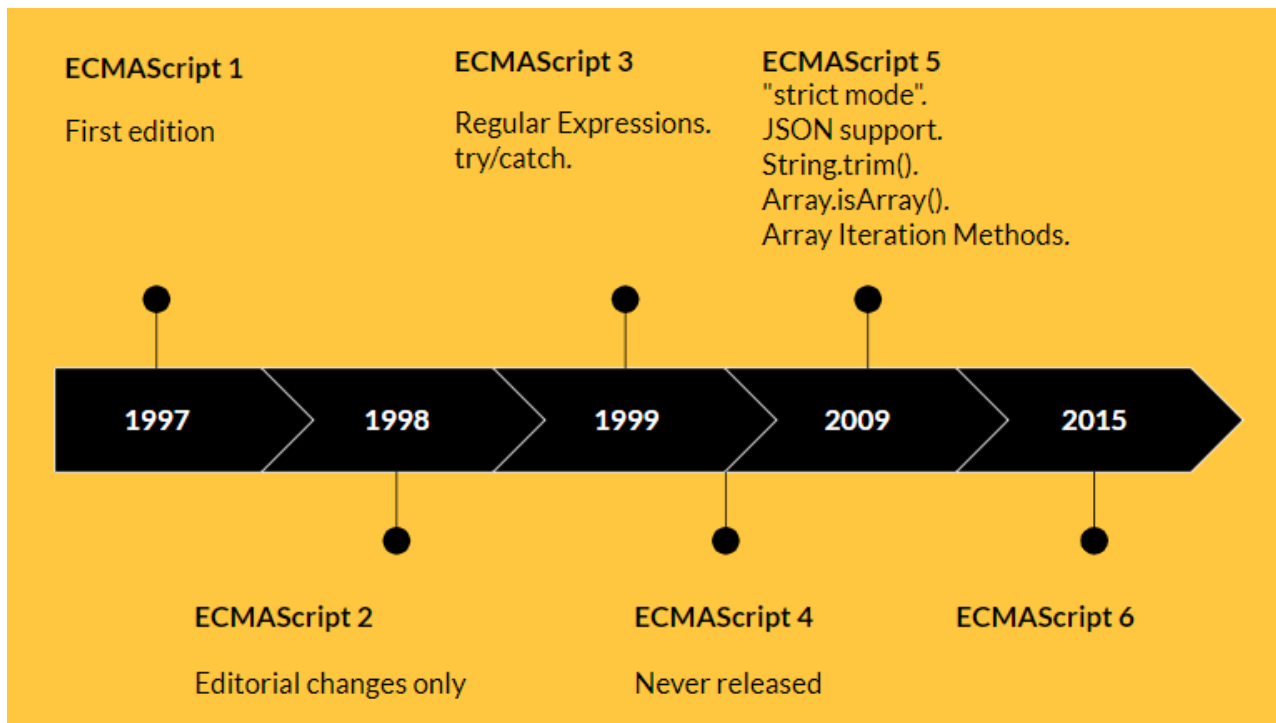 ECMAScript 1
First edition
ECMAScript 3
Regular Expressions.
try/catch.
ECMAScript 5
"strict mode".
JSON support.
String.trim().
Array.isArray().
Array Iteration Methods.
1997
1998
1999
2009
2015
ECMAScript 2
Editorial changes only
ECMAScript 4
Never released
ECMAScript 6